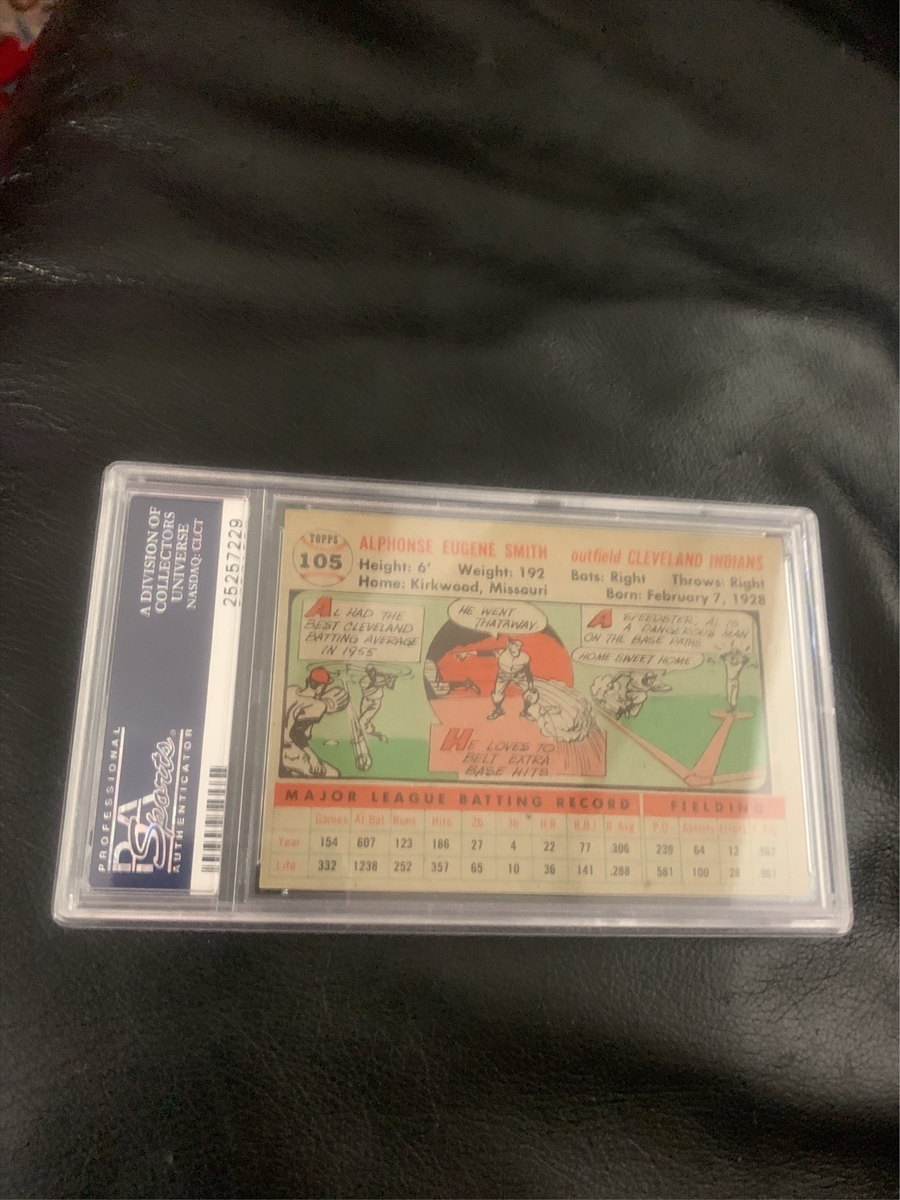 A DIVISION OF
COLLECTORS
UNIVERSE
NASDAQ: CLCT
25257229
PROFESSIONAL
PSA
Sports®
AUTHENTICATOR
TOPPS
105
ALPHONSE EUGENE SMITH
outfield CLEVELAND INDIANS
Height: 6' Weight: 192
Bats: Right Throws: Right
Home: Kirkwood, Missouri
Born: February 7, 1928
AL HAD THE
BEST CLEVELAND
BATTING AVERAGE
IN 1955
HE WENT
THATAWAY.
HE LOVES TO
BELT EXTRA
BASE HITS
A SPEEDSTER, AL IS
A DANGEROUS MAN
ON THE BASE PATHS
HOME SWEET HOME
MAJOR LEAGUE BATTING RECORD FIELDING
Games At Bat Runs Hits 2b 3b H.R. R.B.I. B. Avg. P.O. Assists Errors
Year 154 607 123 186 27 4 22 77 .306 239 64 12
Life 332 1238 252 357 65 10 36 141 .288 581 100 28